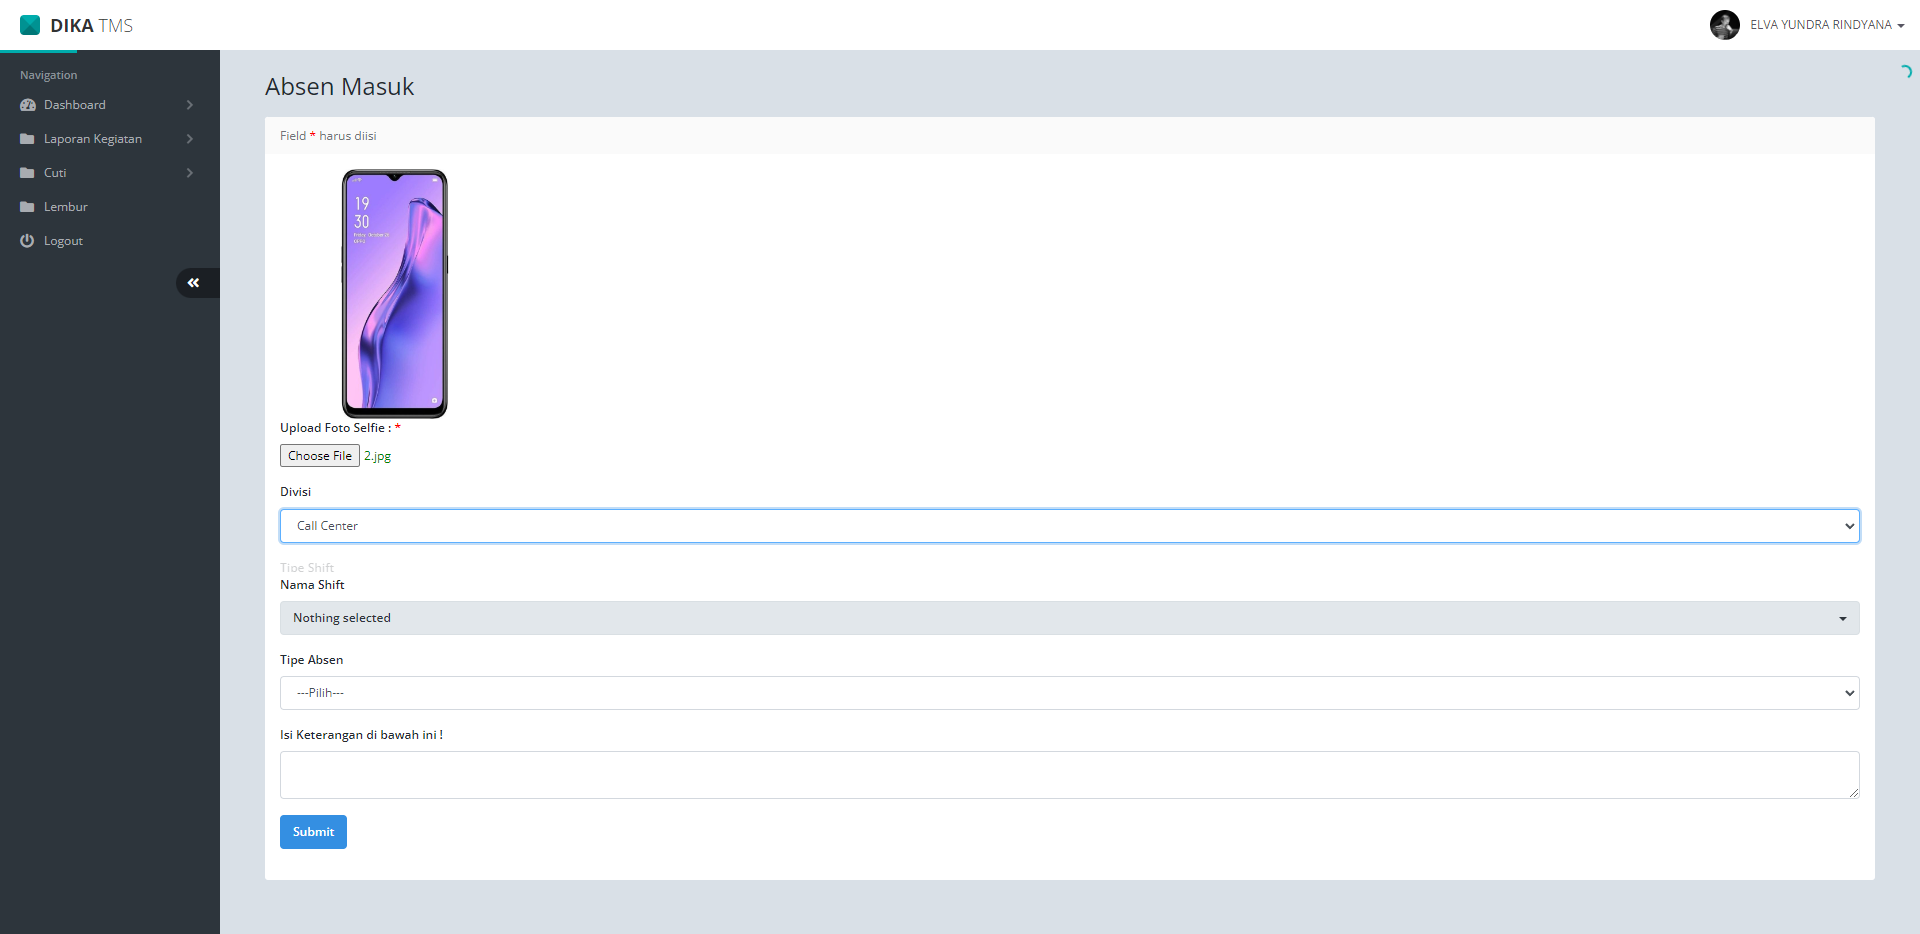 DIKA TMS
ELVA YUNDRA RINDYANA
Navigation
Dashboard
Laporan Kegiatan
Cuti
Lembur
Logout
Absen Masuk
Field * harus diisi
19
30
Upload Foto Selfie : *
Choose File 2.jpg
Divisi
Call Center
Tipe Shift
Nama Shift
Nothing selected
Tipe Absen
---Pilih---
Isi Keterangan di bawah ini !
Submit